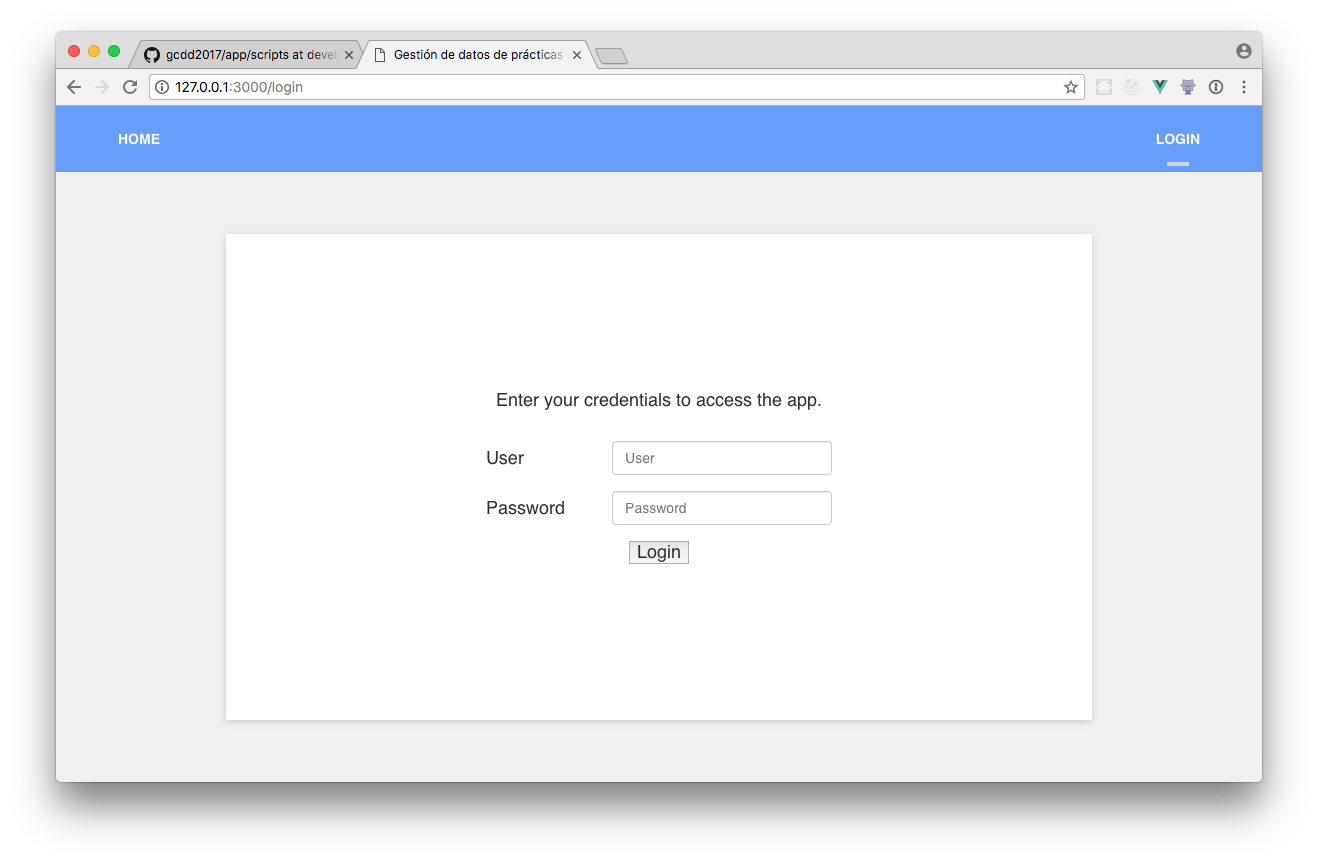 gcdd2017/app/scripts at devel
Gestión de datos de prácticas
127.0.0.1:3000/login
HOME
LOGIN
Enter your credentials to access the app.
User
User
Password
Password
Login